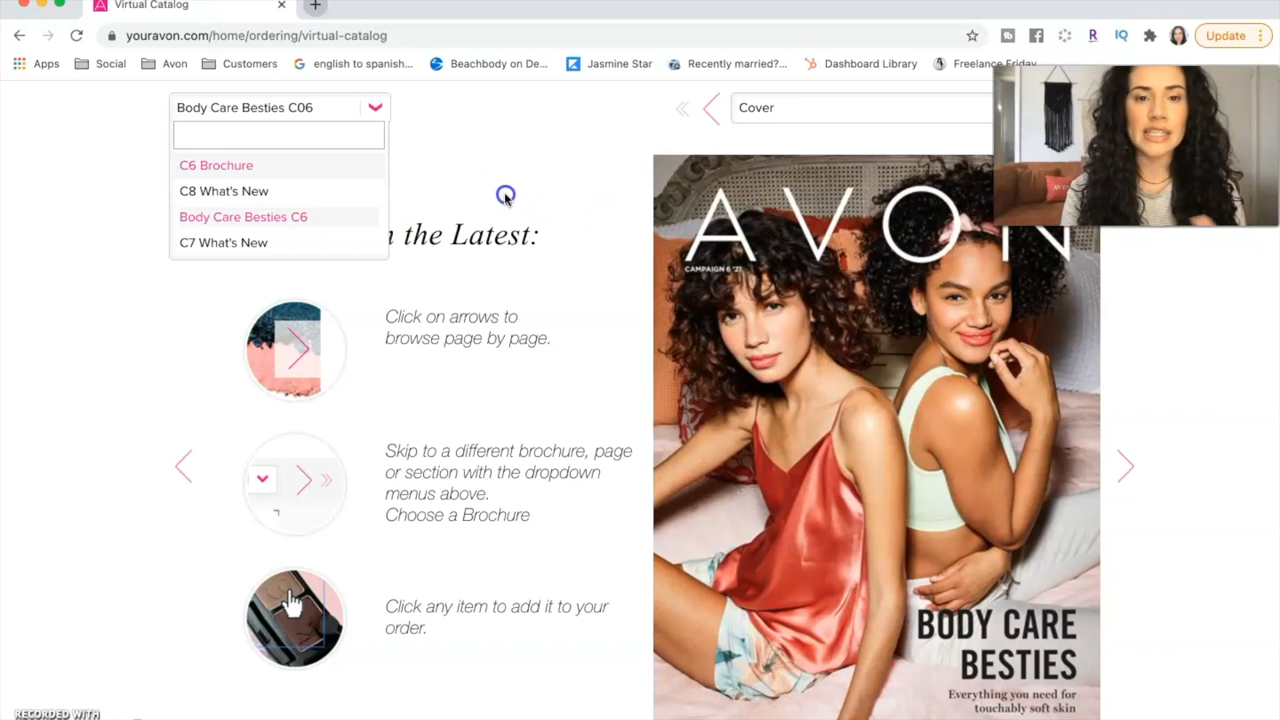 Virtual Catalog
youravon.com/home/ordering/virtual-catalog
Update
Apps Social Avon Customers english to spanish... Beachbody on De... Jasmine Star Recently married?... Dashboard Library Freelance Friday
Body Care Besties C06
C6 Brochure
C8 What's New
Body Care Besties C6
C7 What's New
the Latest:
Click on arrows to
browse page by page.
Skip to a different brochure, page
or section with the dropdown
menus above.
Choose a Brochure
Click any item to add it to your
order.
Cover
AVON
CAMPAIGN 6 '21
BODY CARE
BESTIES
Everything you need for
touchably soft skin
RECORDED WITH